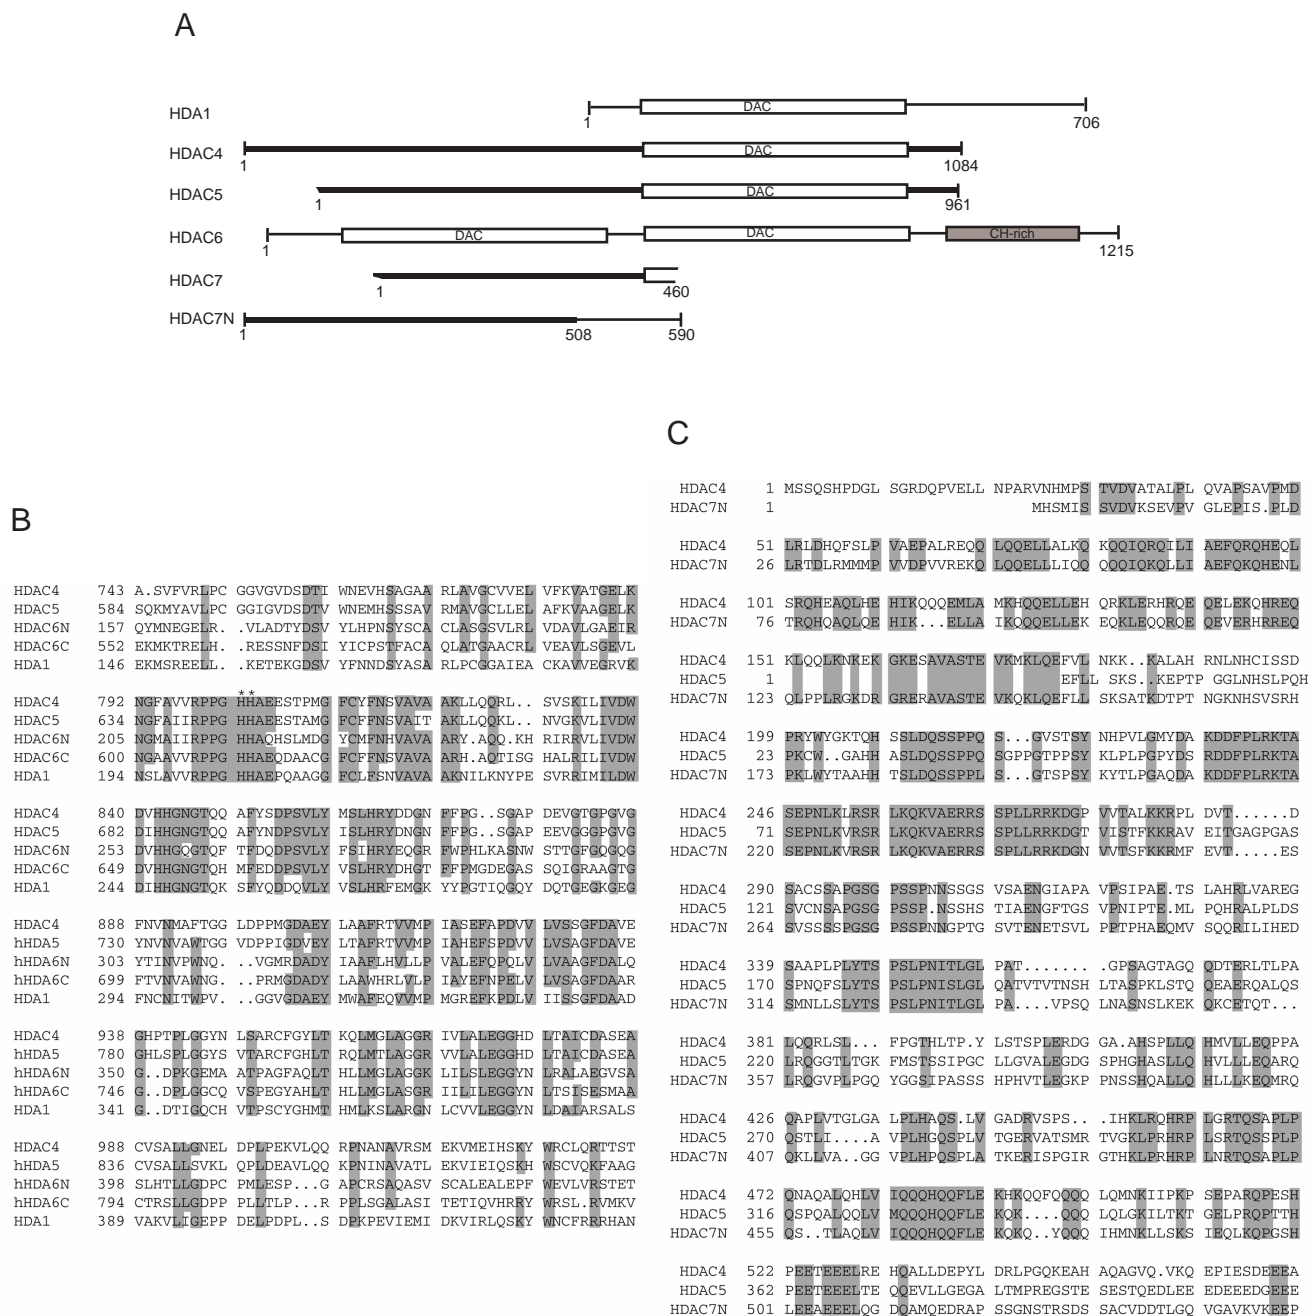 A
HDA1 DAC
1 706
HDAC4 DAC
1 1084
HDAC5 DAC
1 961
HDAC6 DAC DAC CH-rich
1 1215
HDAC7
1 460
HDAC7N
1 508 590
B
HDAC4 743 A.SVFVRLPC GGVGVDSDTI WNEVHSAGAA RLAVGCVVEL VFKVATGELK
HDAC5 584 SQKMYAVLPC GGIGVDSDTV WNEMHSSSAV RMAVGCLLEL AFKVAAGELK
HDAC6N 157 QYMNEGELR. .VLADTYDSV YLHPNSYSCA CLASGSVLRL VDAVLGAEIR
HDAC6C 552 EKMKTRELH. .RESSNFDSI YICPSTFACA QLATGAACRL VEAVLSGEVL
HDA1 146 EKMSREELL. .KETEKGDSV YFNNDSYASA RLPCGGAIEA CKAVVEGRVK
**
HDAC4 792 NGFAVVRPPG HHAEESTPMG FCYFNSVAVA AKLLQQRL.. SVSKILIVDW
HDAC5 634 GFAIIRPPG HHAEESTAMG FCFFNSVAIT AKLLQQKL.. NVGKVLIVDW
HDAC6N 205 NGMAIIRPPG HHAQHSLMDG YCMFNHVAVA ARY.AQQ.KH RIRRVLIVDW
HDAC6C 600 NGAAVVRPPG HHAEQDAACG FCFFNSVAVA ARH.AQTISG HALRILIVDW
HDA1 194 NSLAVVRPPG HHAEPQAAGG FCLFSNVAVA AKNILKNYPE SVRRIMILDW
HDAC4 840 DVHHGNGTQQ AFYSDPSVLY MSLHRYDDGN FFPG..SGAP DEVGTGPGVG
HDAC5 682 DIHHGNGTQQ AFYNDPSVLY ISLHRYDNGN FFPG..SGAP EEVGGGPGVG
HDAC6N 253 DVHHGQGTQF TFDQDPSVLY FSIHRYEQGR FWPHLKASNW STTGFGQGQG
HDAC6C 649 DVHHGNGTQH MFEDDPSVLY VSLHRYDHGT FFPMGDEGAS SQIGRAAGTG
HDA1 244 DIHHGNGTQK SFYQDDQVLY VSLHRFEMGK YYPGTIQGQY DQTGEGKGEG
HDAC4 888 FNVNMAFTGG LDPPMGDAEY LAAFRTVVMP IASEFAPDVV LVSSGFDAVE
hHDA5 730 YNVNVAWTGG VDPPIGDVEY LTAFRTVVMP IAHEFSPDVV LVSAGFDAVE
hHDA6N 303 YTINVPWNQ. ..VGMRDADY IAAFLHVLLP VALEFQPQLV LVAAGFDALQ
hHDA6C 699 FTVNVAWNG. ..PRMGDADY LAAWHRLVLP IAYEFNPELV LVSAGFDAAR
HDA1 294 FNCNITWPV. ..GGVGDAEY MWAFEQVVMP MGREFKPDLV IISSGFDAAD
HDAC4 938 GHPTPLGGYN LSARCFGYLT KQLMGLAGGR IVLALEGGHD LTAICDASEA
hHDA5 780 GHLSPLGGYS VTARCFGHLT RQLMTLAGGR VVLALEGGHD LTAICDASEA
hHDA6N 350 G..DPKGEMA ATPAGFAQLT HLLMGLAGGK LILSLEGGYN LRALAEGVSA
hHDA6C 746 G..DPLGGCQ VSPEGYAHLT HLLMGLASGR IILILEGGYN LTSISESMAA
HDA1 341 G..DTIGQCH VTPSCYGHMT HMLKSLARGN LCVVLEGGYN LDAIARSALS
HDAC4 988 CVSALLGNEL DPLPEKVLQQ RPNANAVRSM EKVMEIHSKY WRCLQRTTST
hHDA5 836 CVSALLSVKL QPLDEAVLQQ KPNINAVATL EKVIEIQSKH WSCVQKFAAG
hHDA6N 398 SLHTLLGDPC PMLESP...G APCRSAQASV SCALEALEPF WEVLVRSTET
hHDA6C 794 CTRSLLGDPP PLLTLP...R PPLSGALASI TETIQVHRRY WRSLR.VMKV
HDA1 389 VAKVLIGEPP DELPDPL..S DPKPEVIEMI DKVIRLQSKY WNCFRRRHAN
C
HDAC4 1 MSSQSHPDGL SGRDQPVELL NPARVNHMPS TVDVATALPL QVAPSAVPMD
HDAC7N 1 MHSMIS SVDVKSEVPV GLEPIS.PLD
HDAC4 51 LRLDHQFSLP VAEPALREQQ LQQELLALKQ KQQIQRQILI AEFQRQHEQL
HDAC7N 26 LRTDLRMMMP VVDPVVREKQ LQQELLLIQQ QQQIQKQLLI AEFQKQHENL
HDAC4 101 SRQHEAQLHE HIKQQQEMLA MKHQQELLEH QRKLERHRQE QELEKQHREQ
HDAC7N 76 TRQHQAQLQE HIK...ELLA IKQQQELLEK EQKLEQQRQE QEVERHRREQ
HDAC4 151 KLQQLKNKEK GKESAVASTE VKMKLQEFVL NKK..KALAH RNLNHCISSD
HDAC5 1 EFLL SKS..KEPTP GGLNHSLPQH
HDAC7N 123 QLPPLRGKDR GRERAVASTE VKQKLQEFLL SKSATKDTPT NGKNHSVSRH
HDAC4 199 PRYWYGKTQH SSLDQSSPPQ S...GVSTSY NHPVLGMYDA KDDFPLRKTA
HDAC5 23 PKCW..GAHH ASLDQSSPPQ SGPPGTPPSY KLPLPGPYDS KDDFPLRKTA
HDAC7N 173 PKLWYTAAHH TSLDQSSPPL S...GTSPSY KYTLPGAQDA KDDFPLRKTA
HDAC4 246 SEPNLKLRSR LKQKVAERRS SPLLRRKDGP VVTALKKRPL DVT......D
HDAC5 71 SEPNLKVRSR LKQKVAERRS SPLLRRKDGT VISTFKKRAV EITGAGPGAS
HDAC7N 220 SEPNLKVRSR LKQKVAERRS SPLLRRKDGN VVTSFKKRMF EVT.....ES
HDAC4 290 SACSSAPGSG PSSPNNSSGS VSAENGIAPA VPSIPAE.TS LAHRLVAREG
HDAC5 121 SVCNSAPGSG PSSP.NSSHS TIAENGFTGS VPNIPTE.ML PQHRALPLDS
HDAC7N 264 SVSSSSPGSG PSSPNNGPTG SVTENETSVL PPTPHAEQMV SQQRILIHED
HDAC4 339 SAAPLPLYTS PSLPNITLGL PAT....... .GPSAGTAGQ QDTERLTLPA
HDAC5 170 SPNQFSLYTS PSLPNISLGL QATVTVTNSH LTASPKLSTQ QEAERQALQS
HDAC7N 314 SMNLLSLYTS PSLPNITLGL PA...VPSQ LNASNSLKEK QKCETQT...
HDAC4 381 LQQRLSL... FPGTHLTP.Y LSTSPLERDG GA.AHSPLLQ HMVLLEQPPA
HDAC5 220 LRQGGTLTGK FMSTSSIPGC LLGVALEGDG SPHGHASLLQ HVLLLEQARQ
HDAC7N 357 LRQGVPLPGQ YGGSIPASSS HPHVTLEGKP PNSSHQALLQ HLLLKEQMRQ
HDAC4 426 QAPLVTGLGA LPLHAQS.LV GADRVSPS.. .IHKLRQHRP LGRTQSAPLP
HDAC5 270 QSTLI....A VPLHGQSPLV TGERVATSMR TVGKLPRHRP LSRTQSSPLP
HDAC7N 407 QKLLVA..GG VPLHPQSPLA TKERISPGIR GTHKLPRHRP LNRTQSAPLP
HDAC4 472 QNAQALQHLV IQQQHQQFLE KHKQQFQQQQ LQMNKIIPKP SEPARQPESH
HDAC5 316 QSPQALQQLV MQQQHQQFLE KQK....QQQ LQLGKILTKT GELPRQPTTH
HDAC7N 455 QS..TLAQLV IQQQHQQFLE KQKQ..YQQQ IHMNKLLSKS IEQLKQPGSH
HDAC4 522 PEETEEELRE HQALLDEPYL DRLPGQKEAH AQAGVQ.VKQ EPIESDEEEA
HDAC5 362 PEETEEELTE QQEVLLGEGA LTMPREGSTE SESTQEDLEE EDEEEDGEEE
HDAC7N 501 LEEAEEELQG DQAMQEDRAP SSGNSTRSDS SACVDDTLGQ VGAVKVKEEP